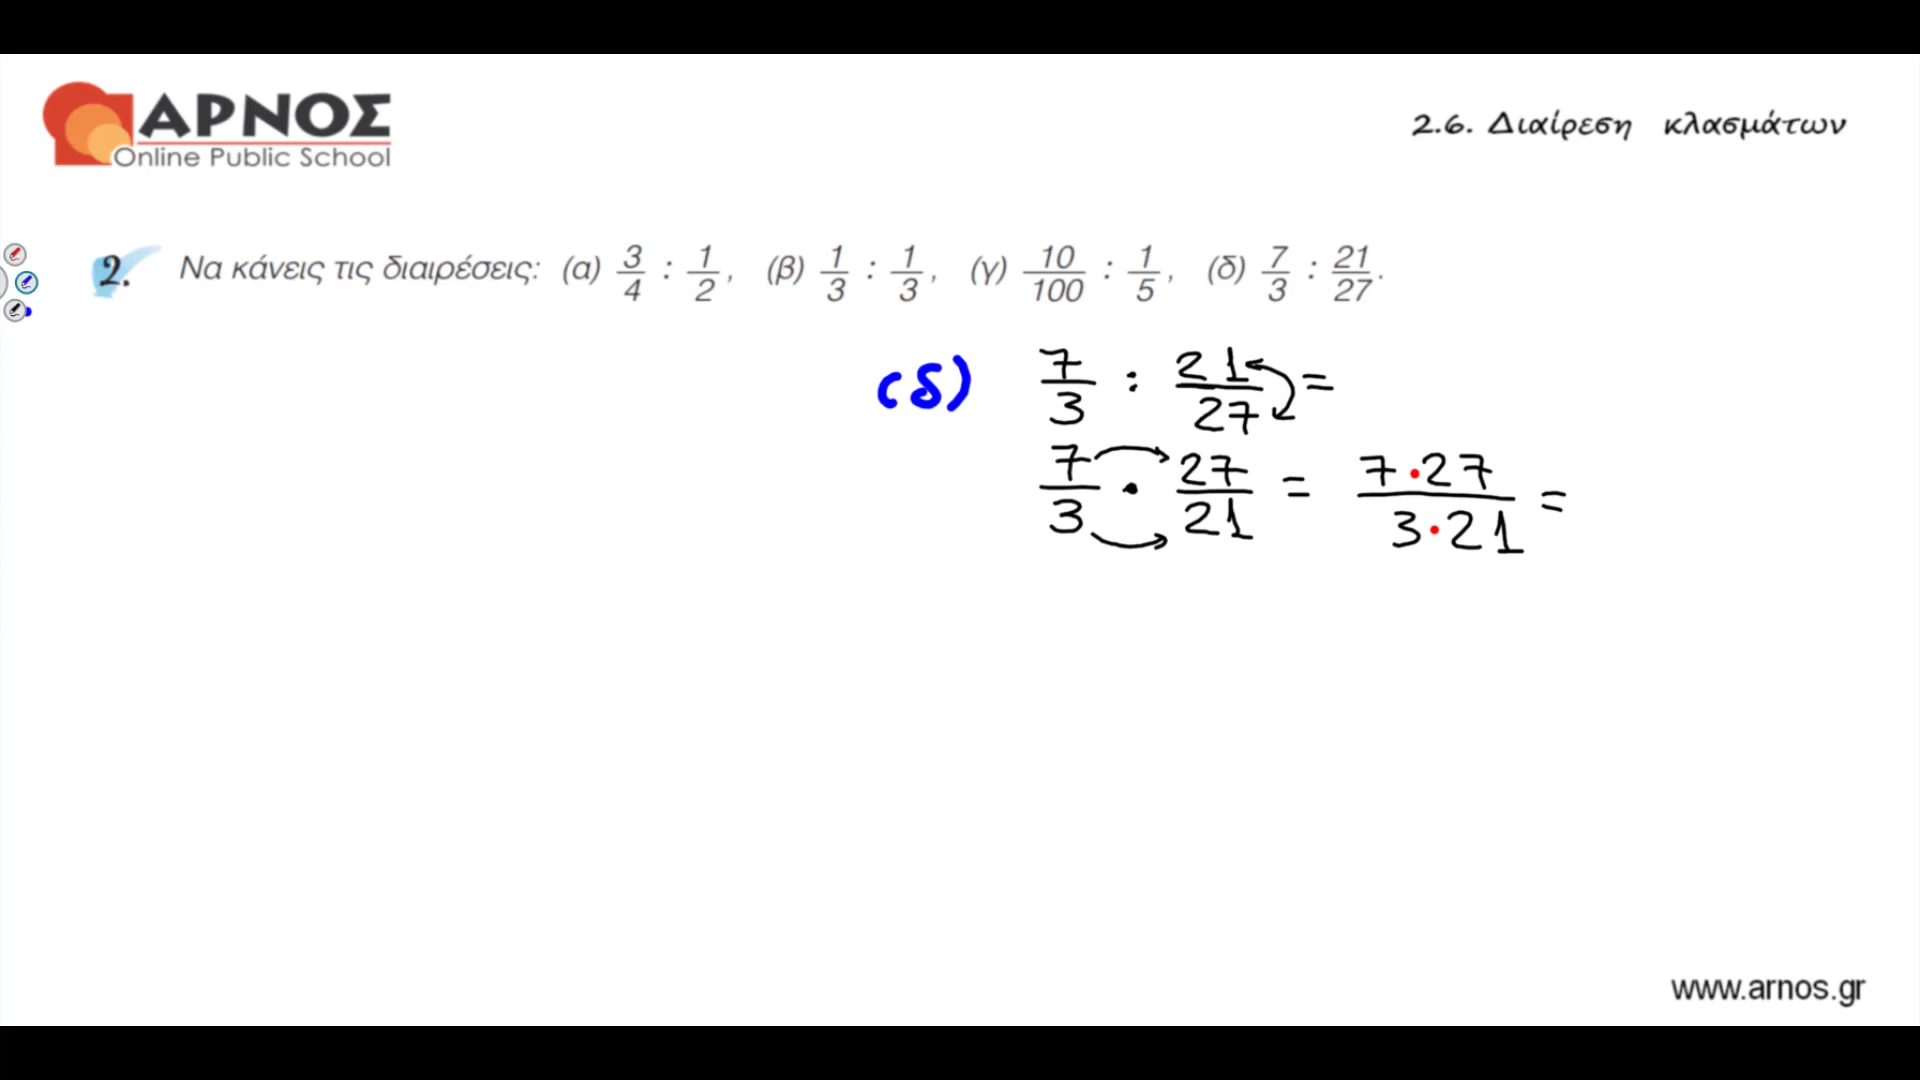 ΑΡΝΟΣ
Online Public School
2.6. Διαίρεση κλασμάτων
2. Να κάνεις τις διαιρέσεις: (α) 3/4 : 1/2, (β) 1/3 : 1/3, (γ) 10/100 : 1/5, (δ) 7/3 : 21/27.
(δ) 7/3 : 21/27 =
7/3 · 27/21 = 7·27/3·21 =
www.arnos.gr